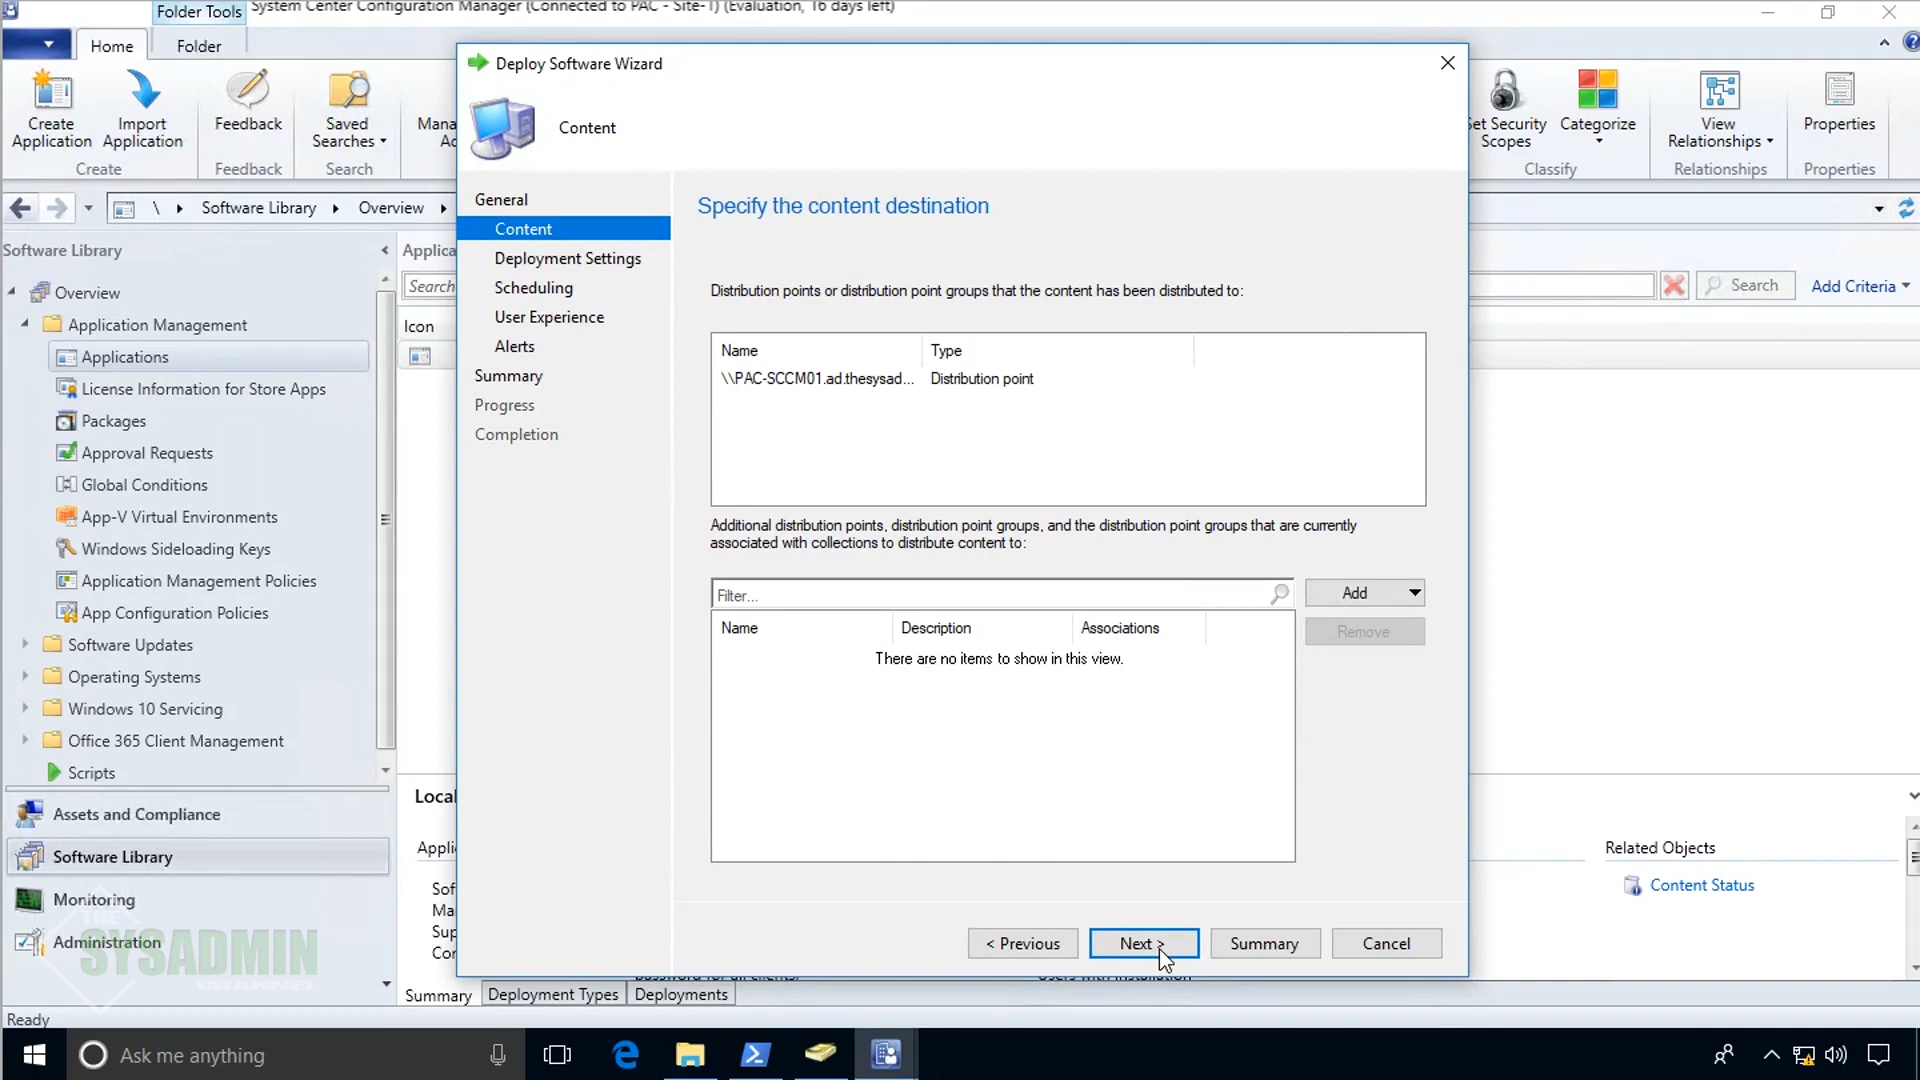 Folder Tools
System Center Configuration Manager (Connected to PAC - Site-1) (Evaluation, 16 days left)
Home
Folder
Create Application
Import Application
Create
Feedback
Feedback
Saved Searches
Search
Set Security Scopes
Categorize
Classify
View Relationships
Relationships
Properties
Properties
\ Software Library Overview
Software Library
Overview
Application Management
Applications
License Information for Store Apps
Packages
Approval Requests
Global Conditions
App-V Virtual Environments
Windows Sideloading Keys
Application Management Policies
App Configuration Policies
Software Updates
Operating Systems
Windows 10 Servicing
Office 365 Client Management
Scripts
Assets and Compliance
Software Library
Monitoring
Administration
THE
SYSADMIN
CHANNEL
Ready
Search
Icon
Search
Add Criteria
Deploy Software Wizard
Content
General
Content
Deployment Settings
Scheduling
User Experience
Alerts
Summary
Progress
Completion
Specify the content destination
Distribution points or distribution point groups that the content has been distributed to:
Name Type
\\PAC-SCCM01.ad.thesysad... Distribution point
Additional distribution points, distribution point groups, and the distribution point groups that are currently
associated with collections to distribute content to:
Filter...
Add
Remove
Name Description Associations
There are no items to show in this view.
< Previous
Next >
Summary
Cancel
Related Objects
Content Status
Summary Deployment Types Deployments
Ask me anything